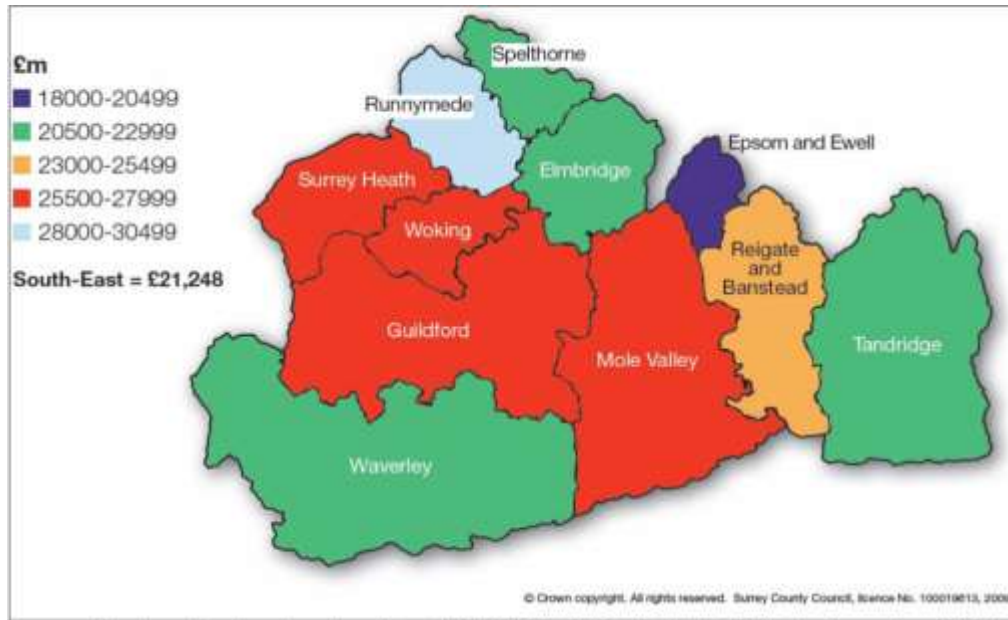 £m
18000-20499
20500-22999
23000-25499
25500-27999
28000-30499
South-East = £21,248
Spelthorne
Runnymede
Epsom and Ewell
Elmbridge
Surrey Heath
Woking
Reigate
and
Banstead
Guildford
Mole Valley
Tandridge
Waverley
© Crown copyright. All rights reserved. Surrey County Council, licence No. 100019613,